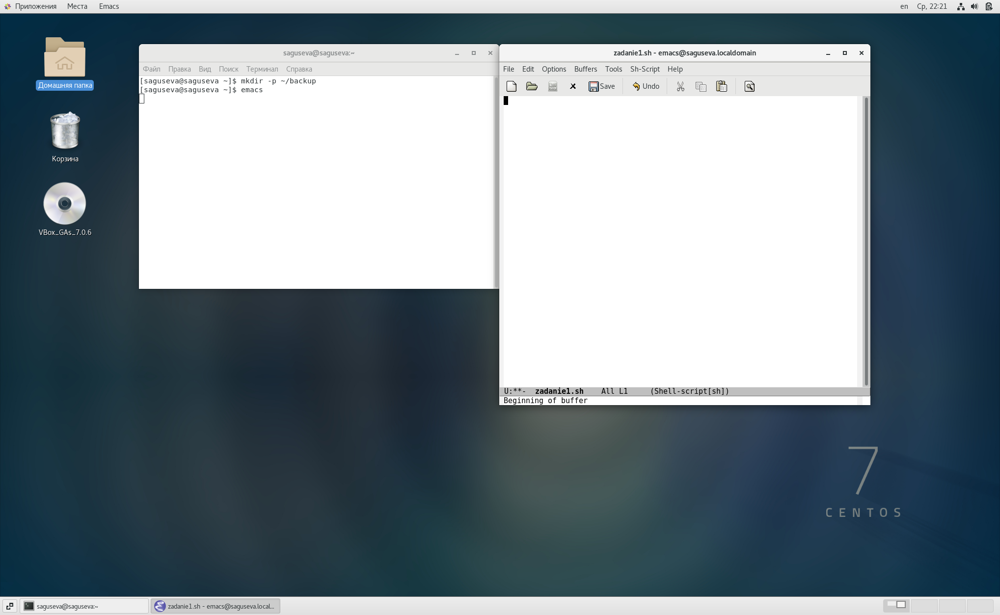 Приложения Места Emacs en Ср, 22:21
Домашняя папка
Корзина
VBox_GAs_7.0.6
saguseva@saguseva:~
Файл Правка Вид Поиск Терминал Справка
[saguseva@saguseva ~]$ mkdir -p ~/backup
[saguseva@saguseva ~]$ emacs
zadanie1.sh - emacs@saguseva.localdomain
File Edit Options Buffers Tools Sh-Script Help
Save Undo
U:**- zadanie1.sh All L1 (Shell-script[sh])
Beginning of buffer
7
CENTOS
saguseva@saguseva:~ zadanie1.sh - emacs@saguseva.local...